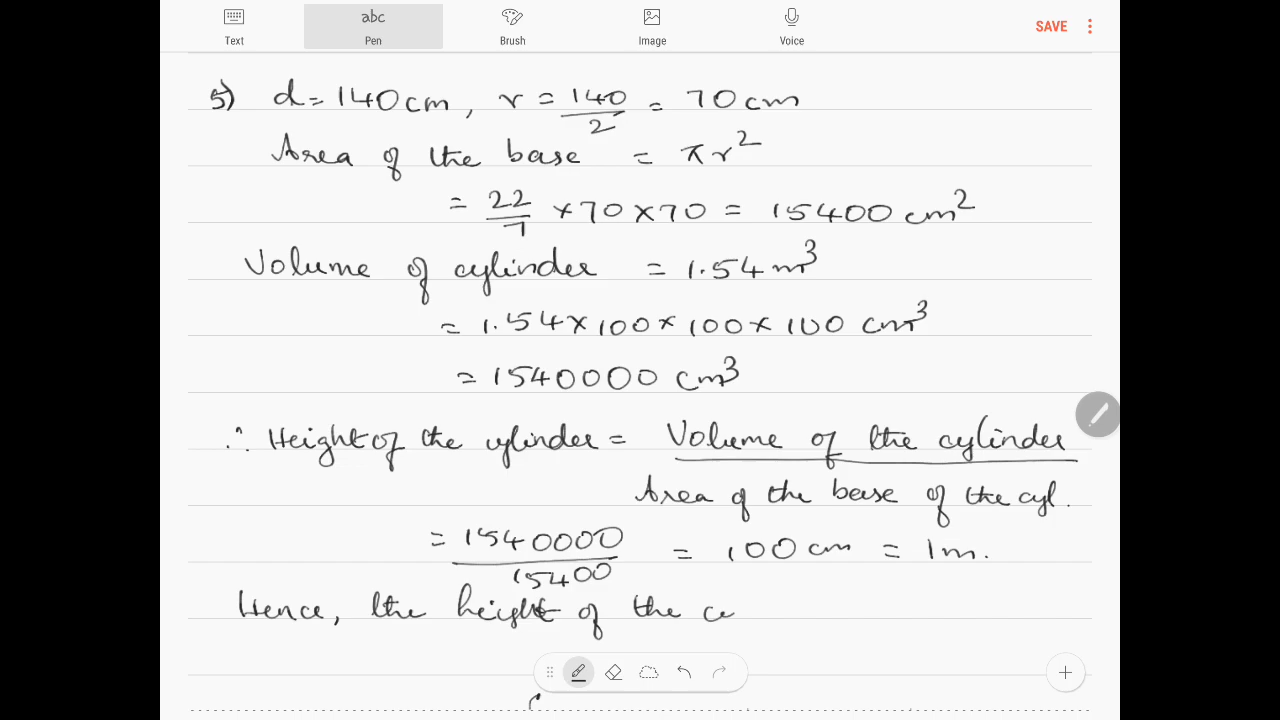 Text Pen Brush Image Voice SAVE
abc
5) d = 140 cm, r = 140/2 = 70 cm
Area of the base = πr²
= 22/7 × 70 × 70 = 15400 cm²
Volume of cylinder = 1.54 m³
= 1.54 × 100 × 100 × 100 cm³
= 1540000 cm³
∴ Height of the cylinder = Volume of the cylinder
Area of the base of the cyl.
= 1540000/15400 = 100 cm = 1 m.
Hence, the height of the ce